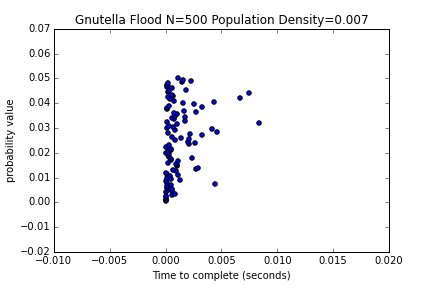 Gnutella Flood N=500 Population Density=0.007
0.07
0.06
0.05
0.04
0.03
0.02
0.01
0.00
−0.01
−0.02
probability value
−0.010 −0.005 0.000 0.005 0.010 0.015 0.020
Time to complete (seconds)